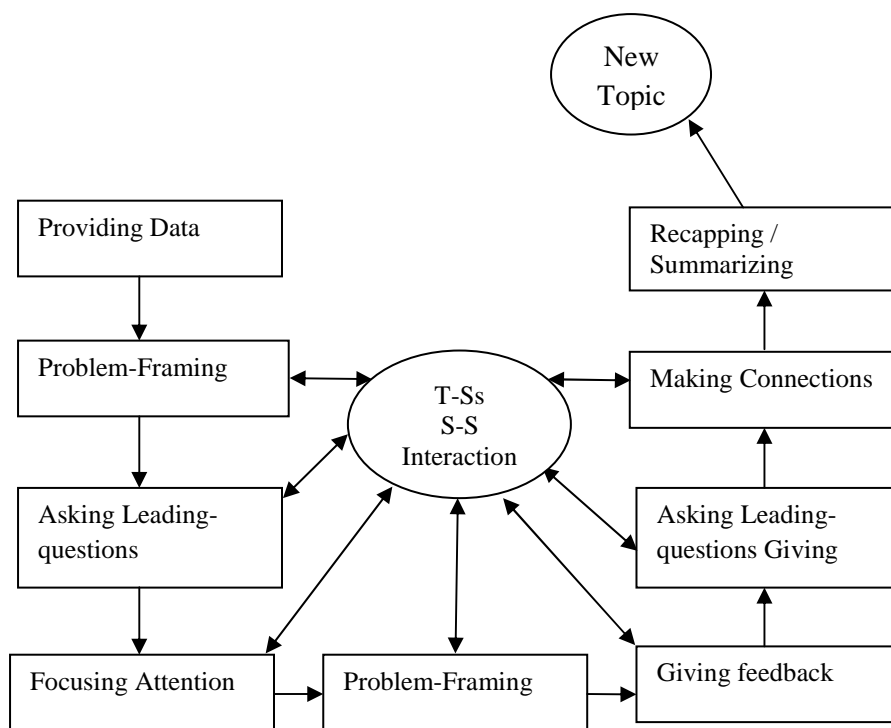 New
Topic
Providing Data
Recapping /
Summarizing
Problem-Framing
T-Ss
S-S
Interaction
Making Connections
Asking Leading-
questions
Asking Leading-
questions Giving
Focusing Attention
Problem-Framing
Giving feedback